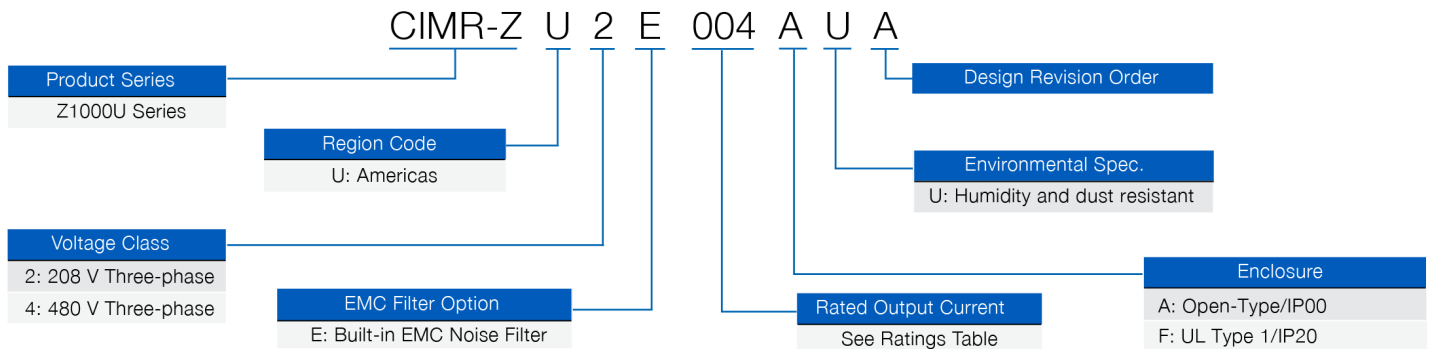 CIMR-Z U 2 E 004 A U A
Product Series
Z1000U Series
Design Revision Order
Region Code
U: Americas
Environmental Spec.
U: Humidity and dust resistant
Voltage Class
2: 208 V Three-phase
4: 480 V Three-phase
EMC Filter Option
E: Built-in EMC Noise Filter
Rated Output Current
See Ratings Table
Enclosure
A: Open-Type/IP00
F: UL Type 1/IP20